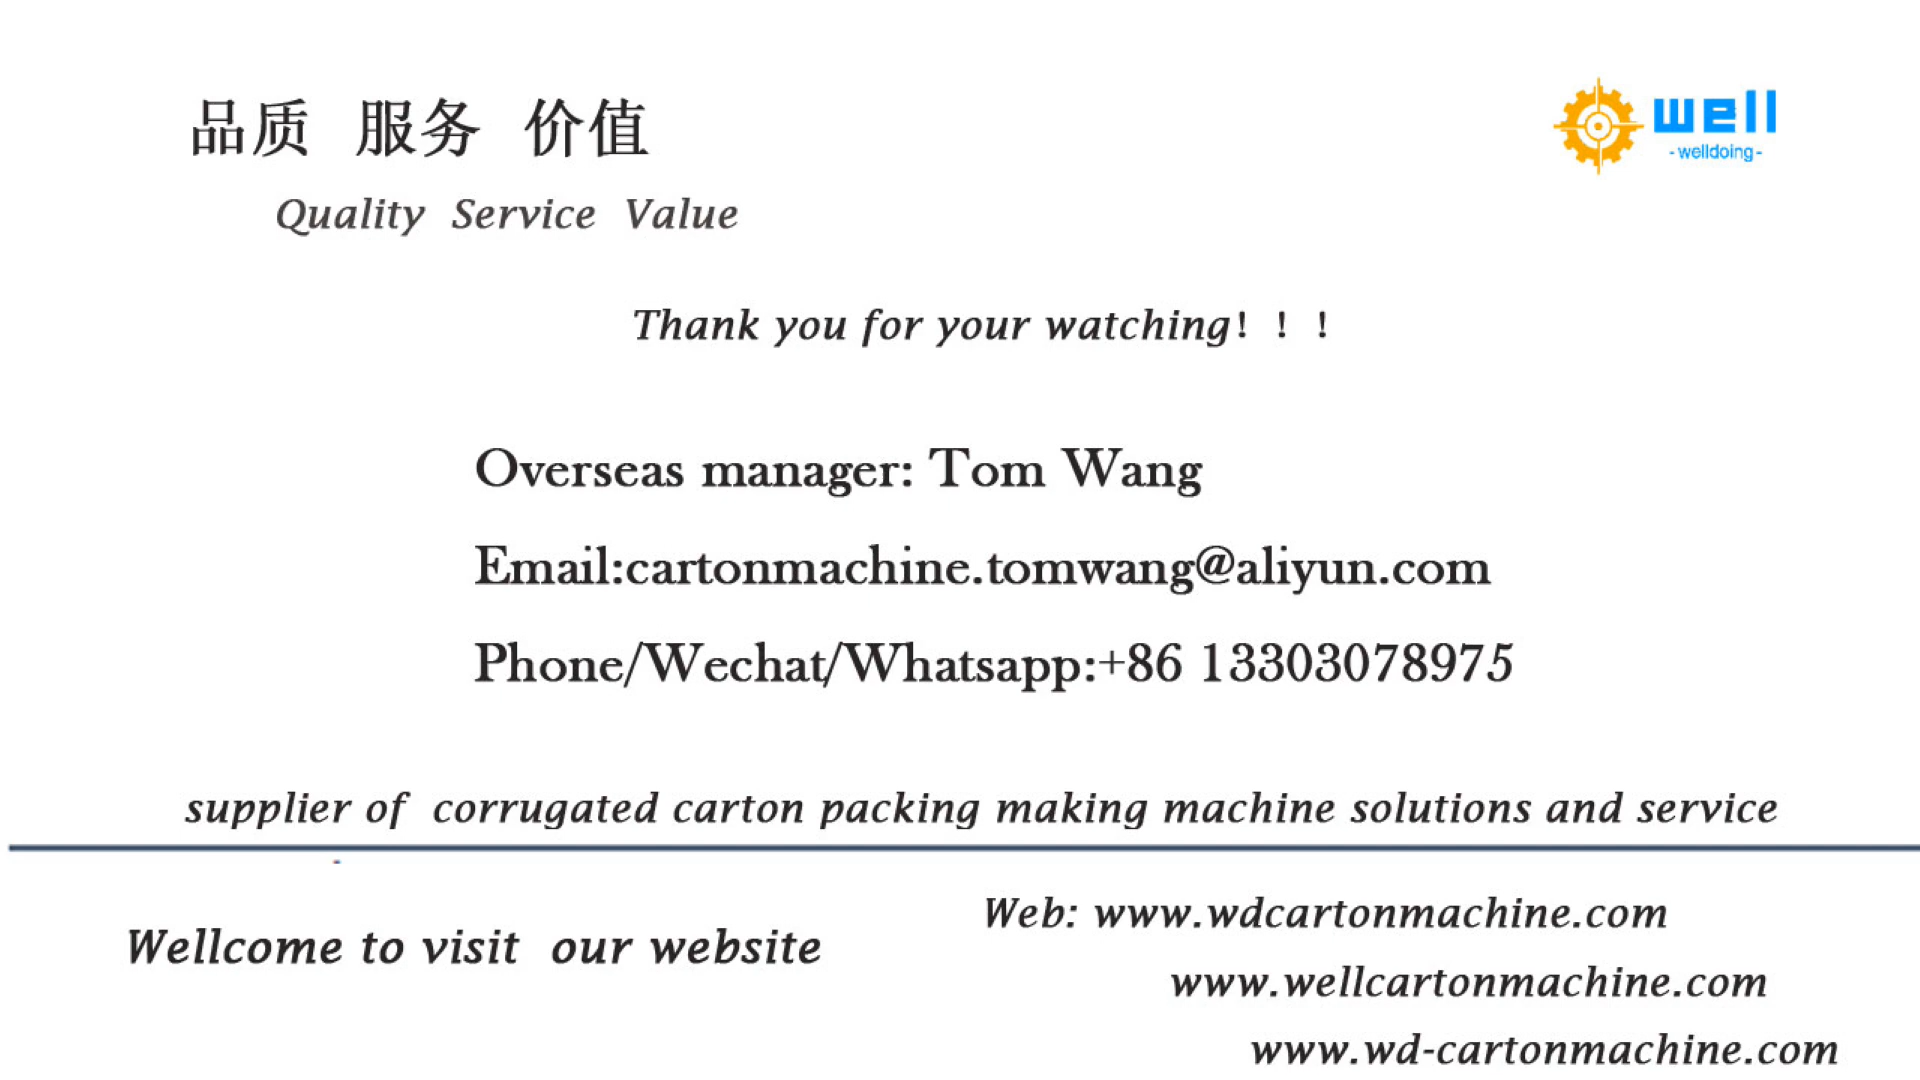 品质 服务 价值
well
-welldoing-
Quality Service Value
Thank you for your watching！！！
Overseas manager: Tom Wang
Email:cartonmachine.tomwang@aliyun.com
Phone/Wechat/Whatsapp:+86 13303078975
supplier of corrugated carton packing making machine solutions and service
Wellcome to visit our website
Web: www.wdcartonmachine.com
www.wellcartonmachine.com
www.wd-cartonmachine.com